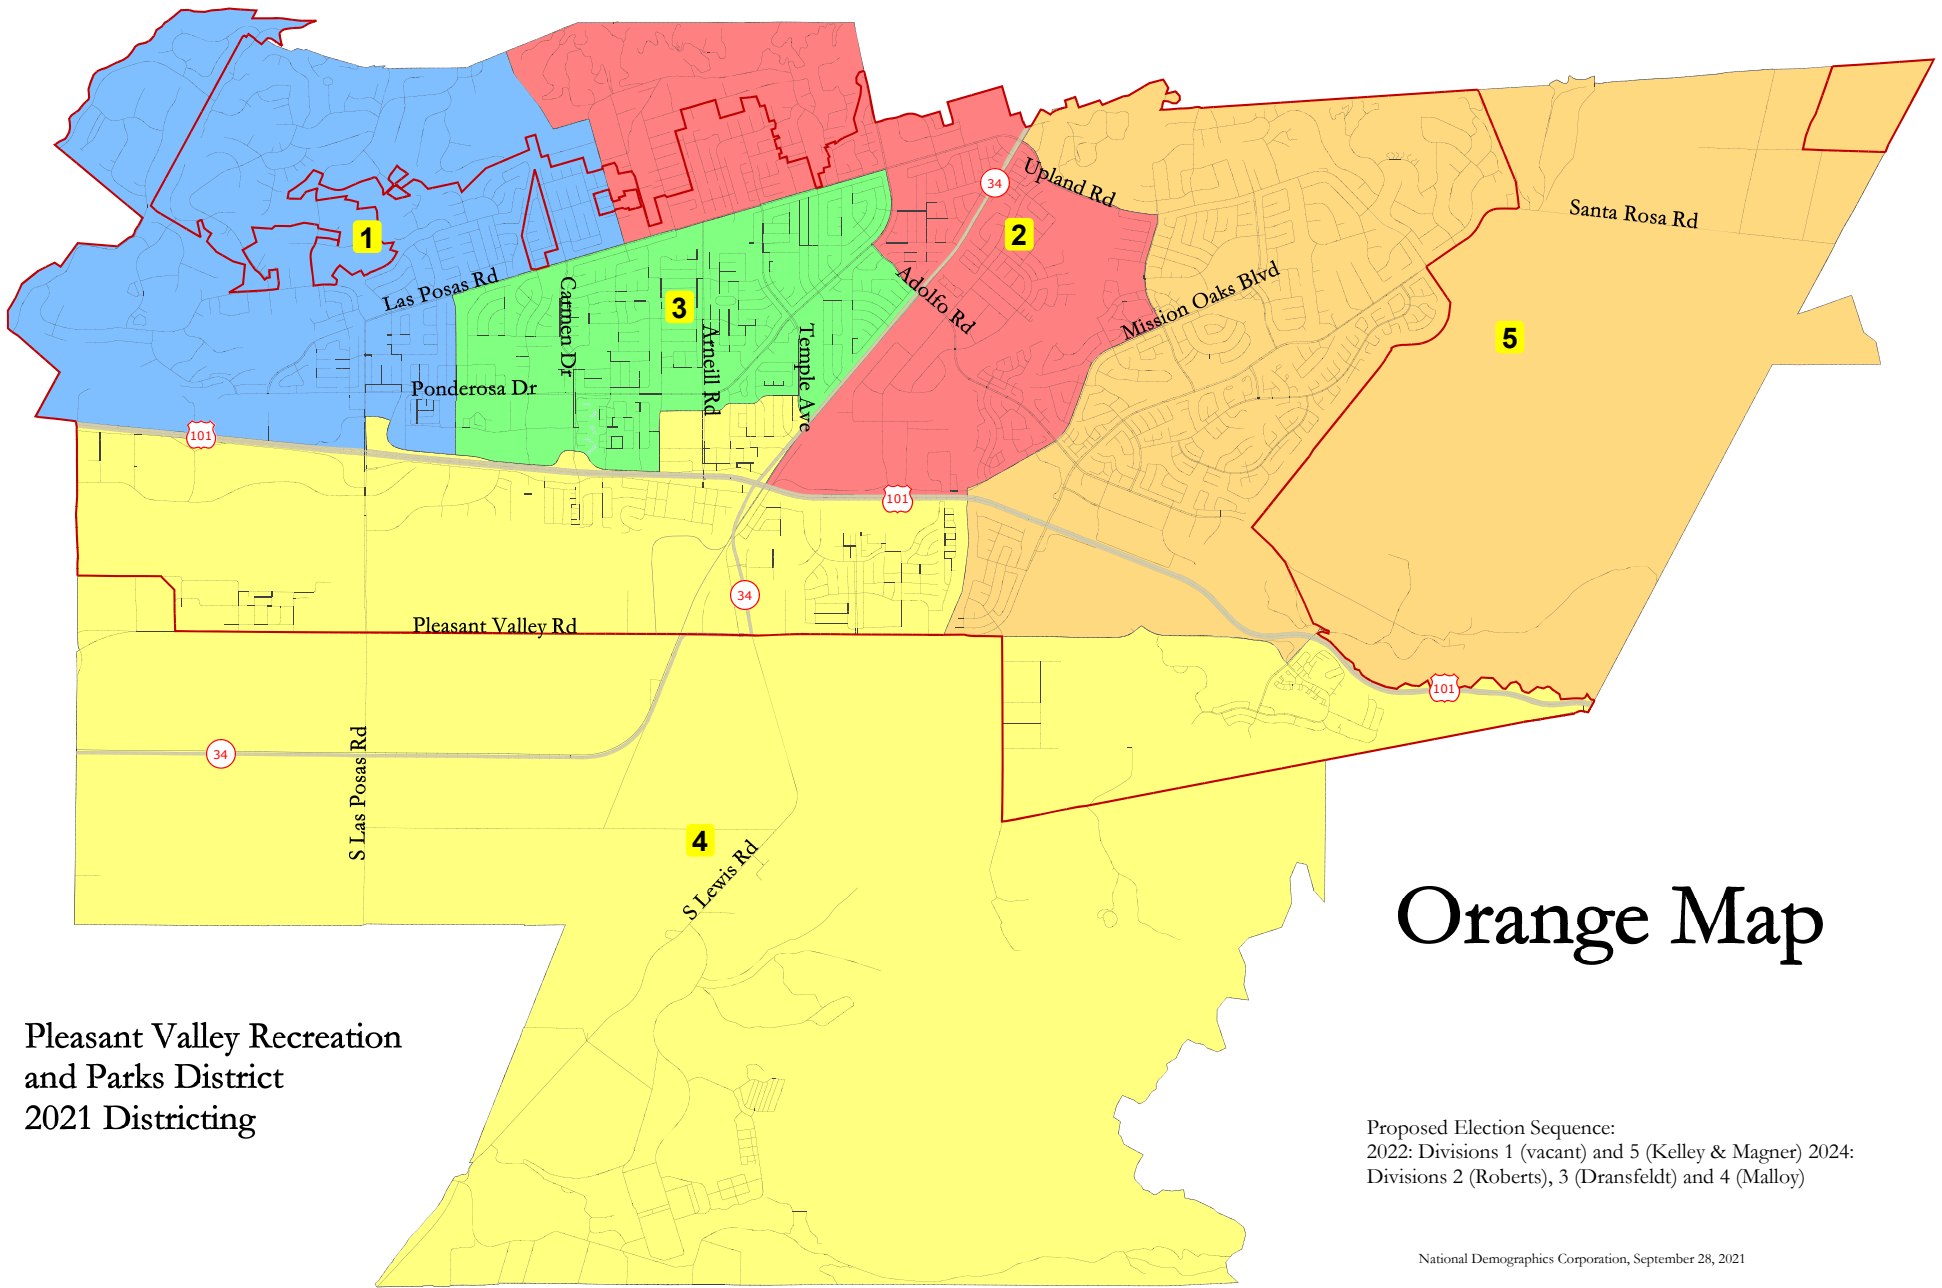 34
Upland Rd
Santa Rosa Rd
1
2
Las Posas Rd
Carmen Dr
3
Adolfo Rd
Mission Oaks Blvd
Arneill Rd
Temple Ave
5
Ponderosa Dr
101
101
34
Pleasant Valley Rd
101
34
S Las Posas Rd
4
S Lewis Rd
Orange Map
Pleasant Valley Recreation
and Parks District
2021 Districting
Proposed Election Sequence:
2022: Divisions 1 (vacant) and 5 (Kelley & Magner) 2024:
Divisions 2 (Roberts), 3 (Dransfeldt) and 4 (Malloy)
National Demographics Corporation, September 28, 2021